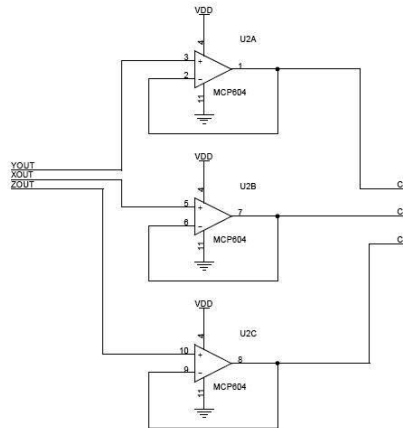 VDD
U2A
4
3
+
1
2
-
11
MCP604
YOUT
XOUT
ZOUT
C
VDD
U2B
4
5
+
7
6
-
11
MCP604
C
C
VDD
U2C
4
10
+
8
9
-
11
MCP604